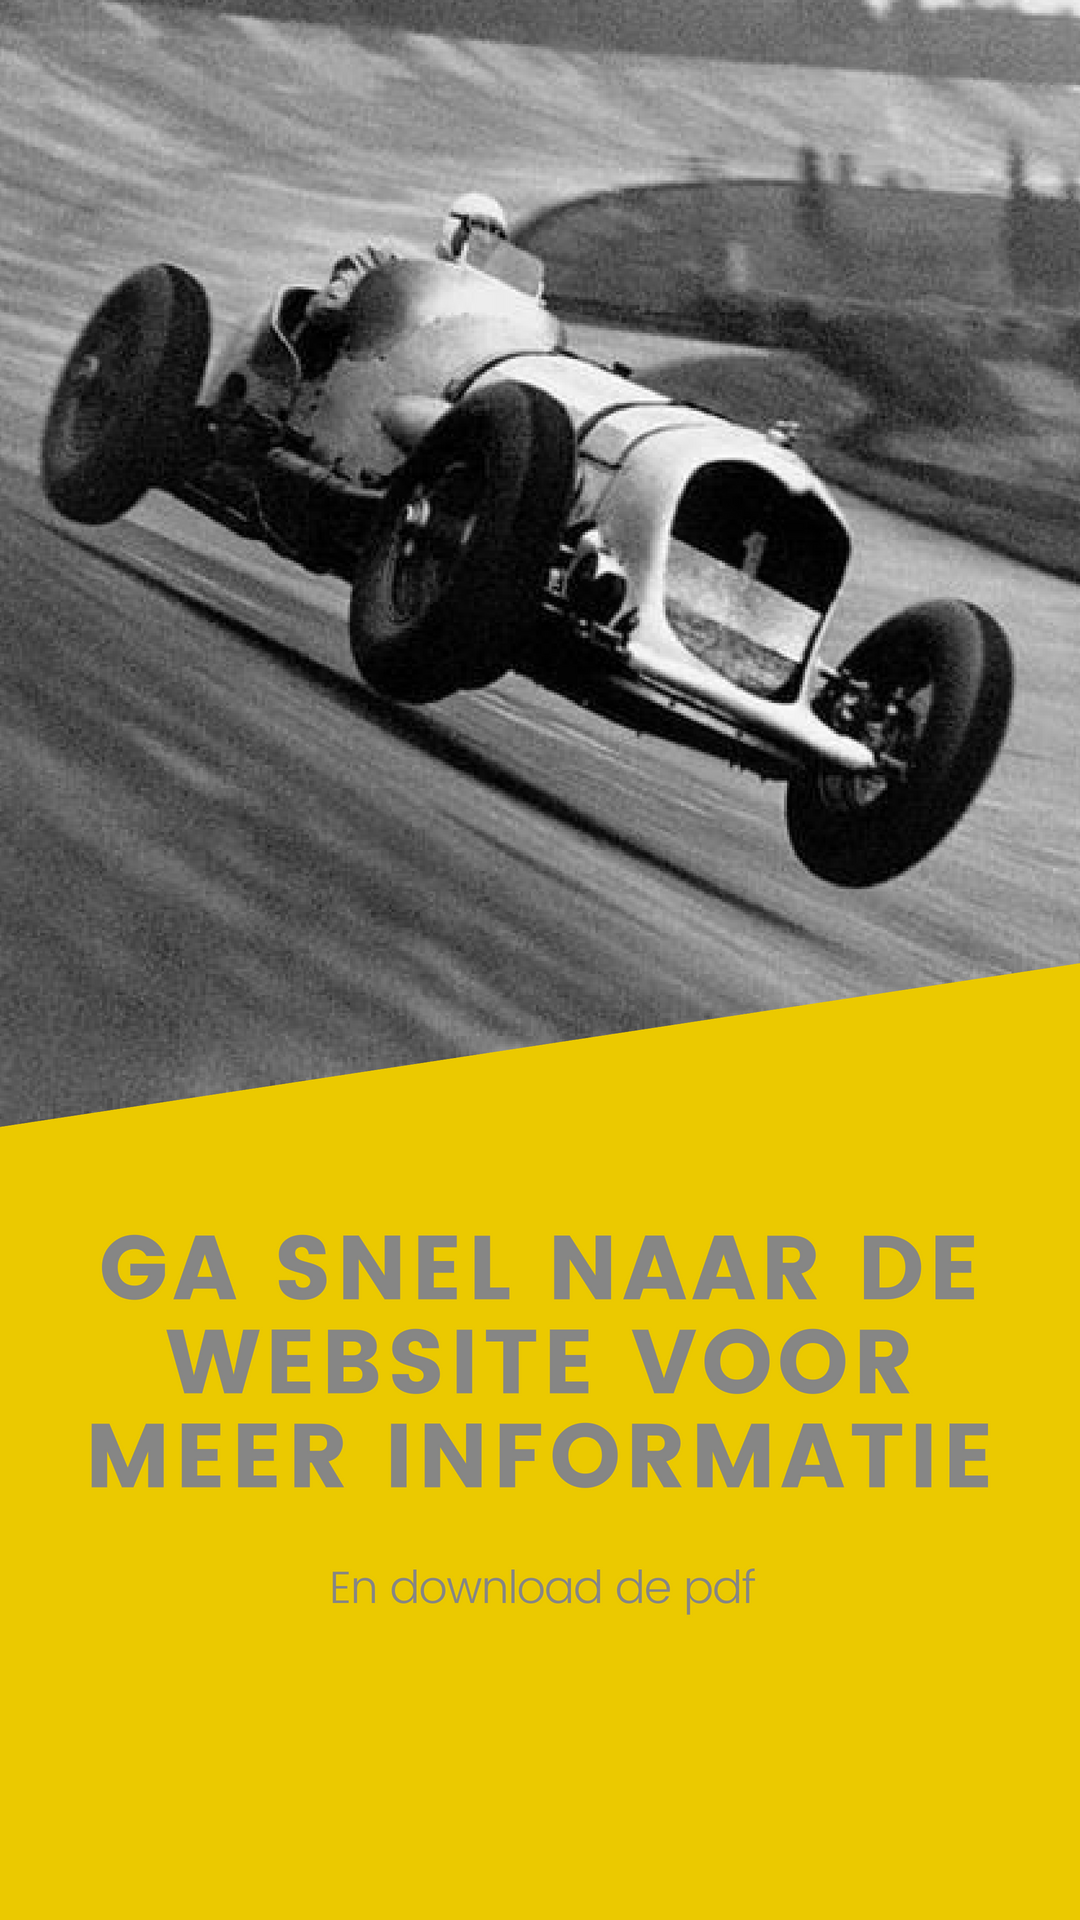 GA SNEL NAAR DE
WEBSITE VOOR
MEER INFORMATIE
En download de pdf